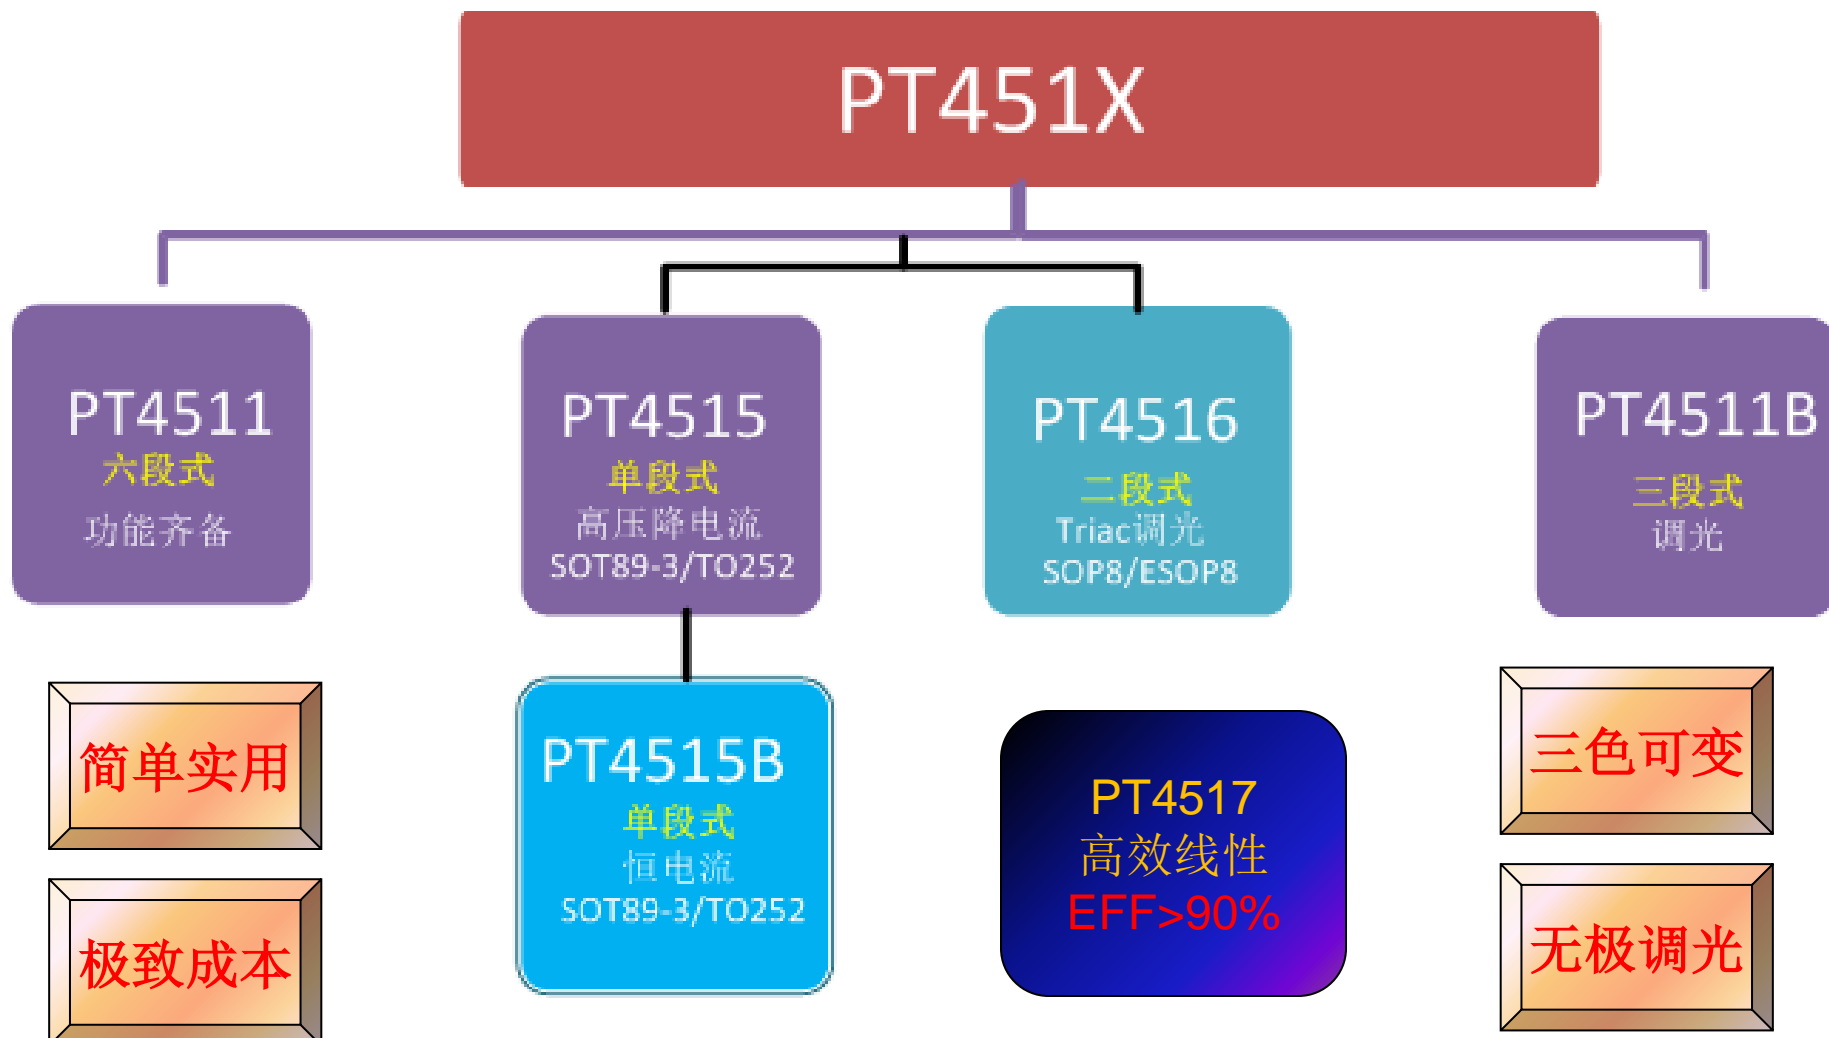 PT451X
PT4511
六段式
功能齐备
PT4515
单段式
高压降电流
SOT89-3/TO252
PT4516
二段式
Triac调光
SOP8/ESOP8
PT4511B
三段式
调光
简单实用
极致成本
PT4515B
单段式
恒电流
SOT89-3/TO252
PT4517
高效线性
EFF>90%
三色可变
无极调光